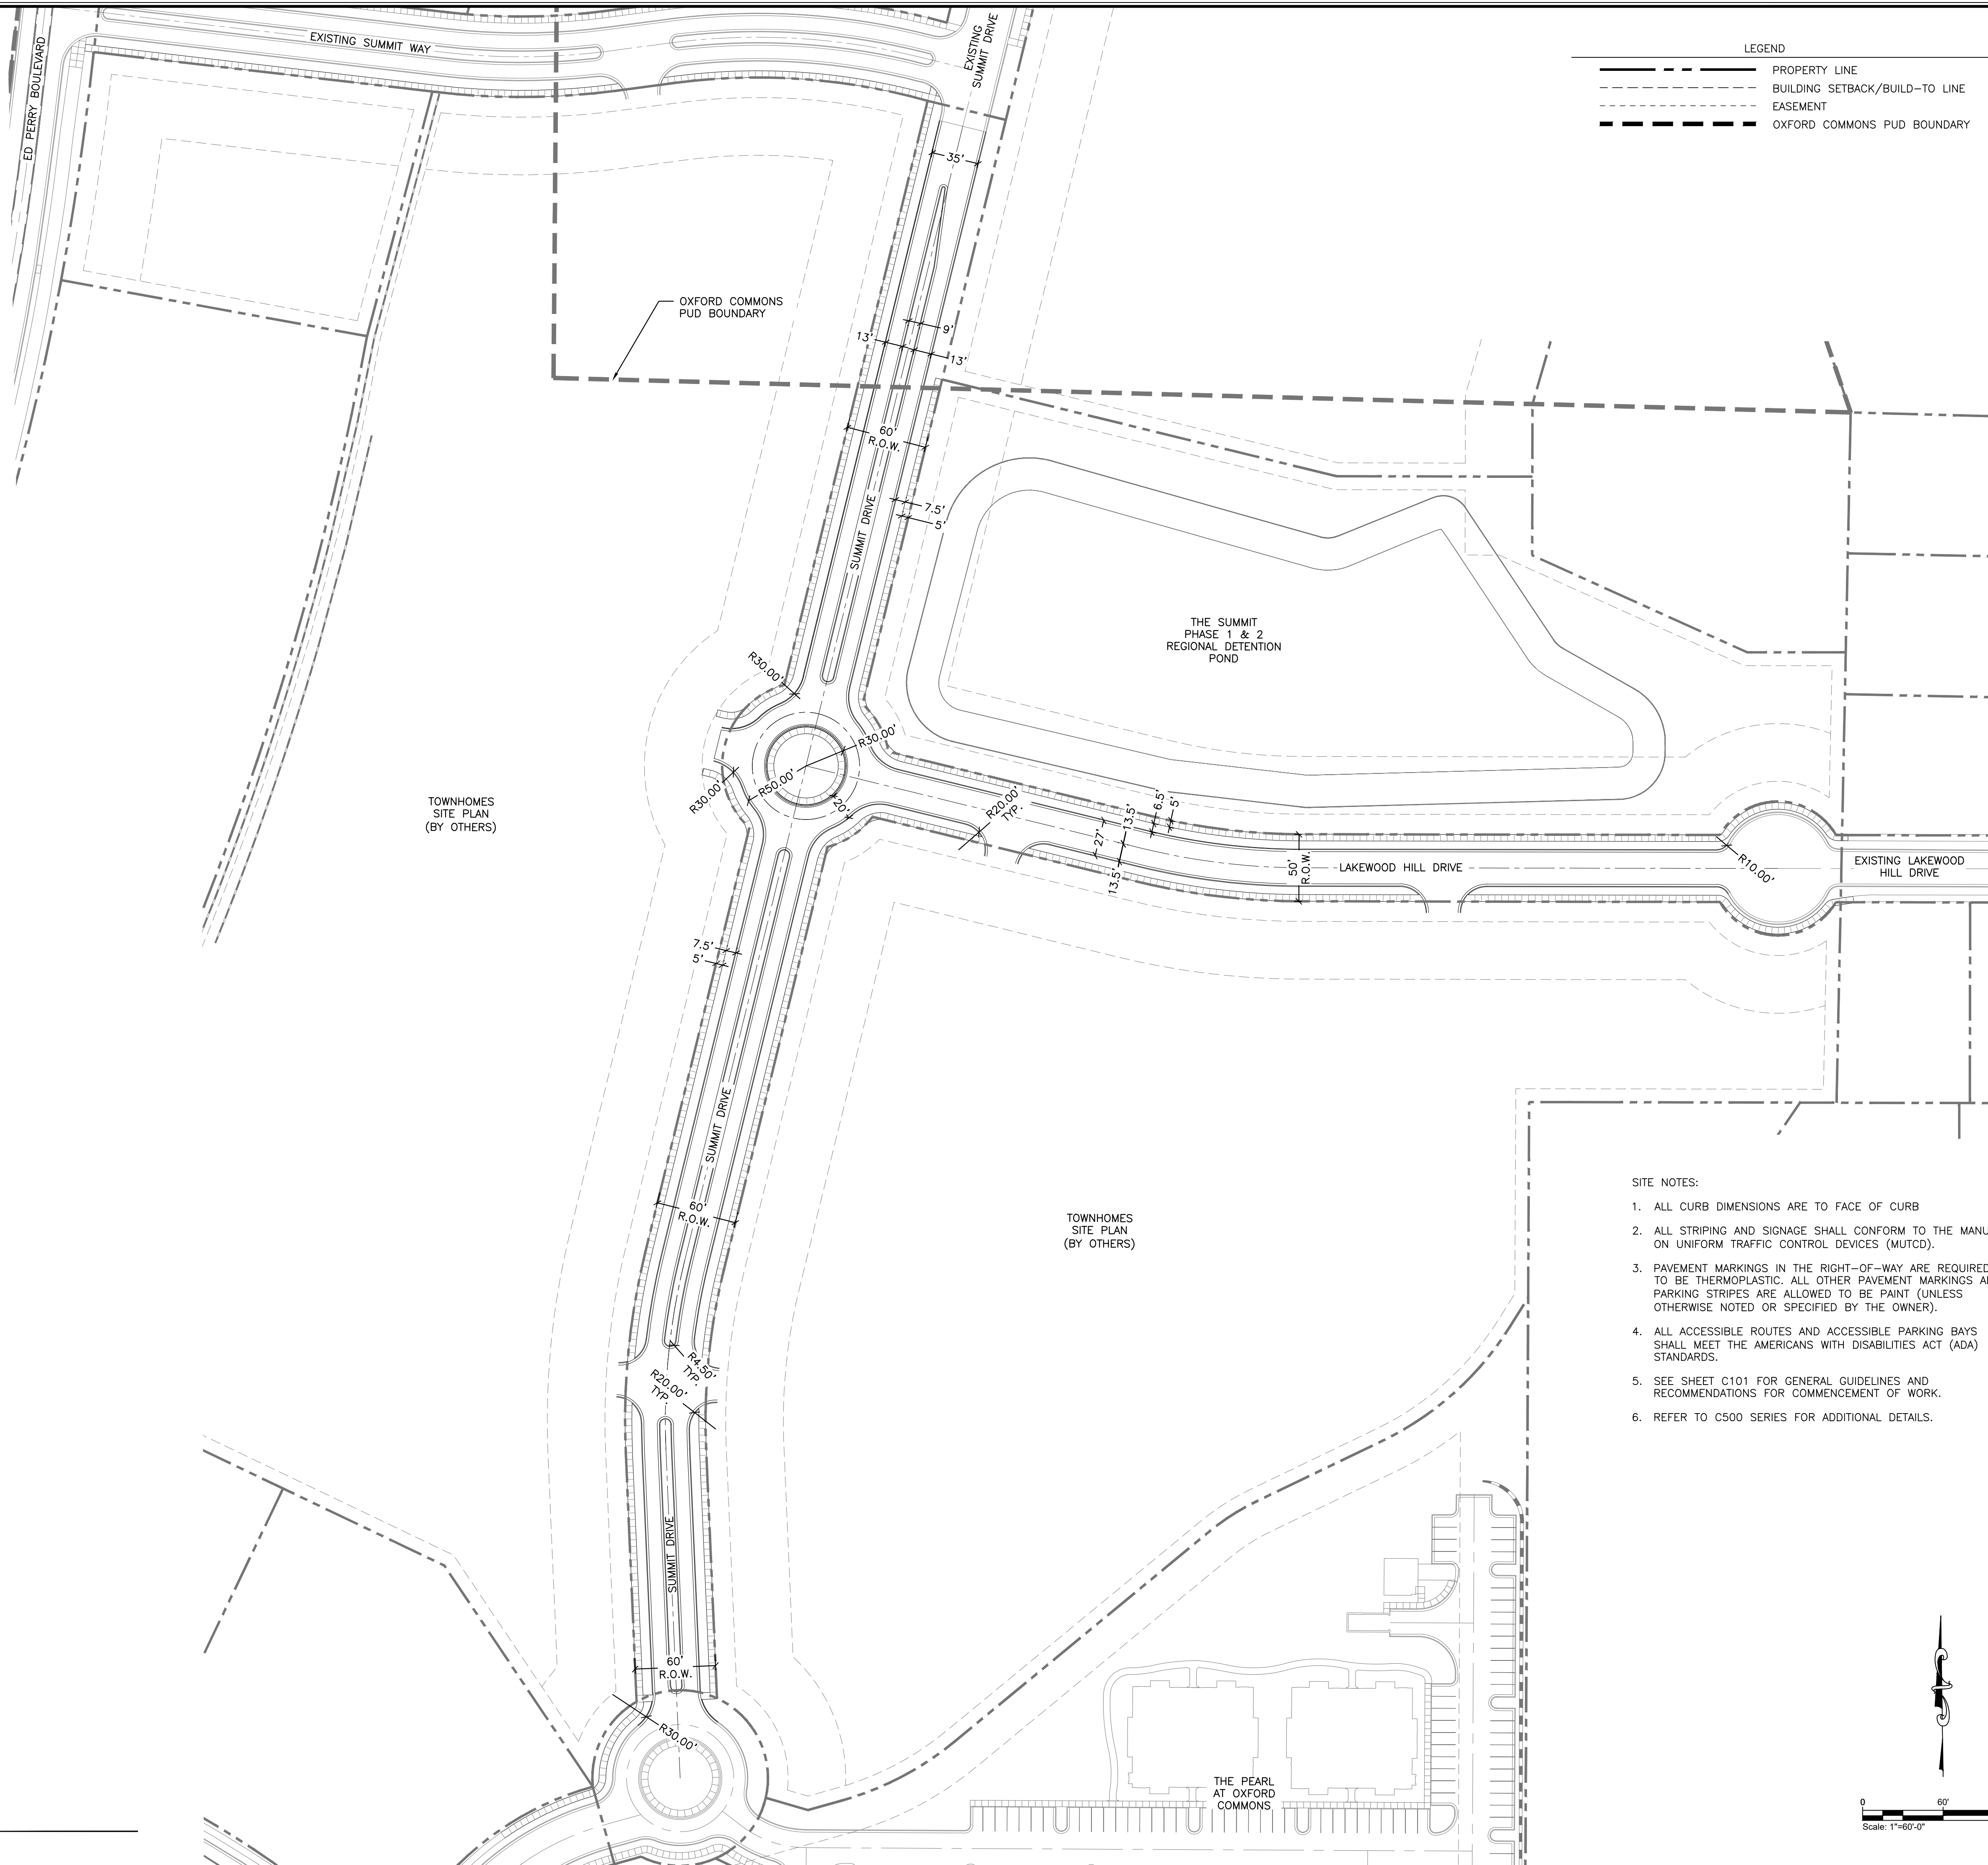 EXISTING SUMMIT WAY
EXISTING
SUMMIT DRIVE
ED PERRY BOULEVARD
LEGEND
PROPERTY LINE
BUILDING SETBACK/BUILD-TO LINE
EASEMENT
OXFORD COMMONS PUD BOUNDARY
35'
OXFORD COMMONS
PUD BOUNDARY
9'
13'
13'
60'
R.O.W.
7.5'
5'
SUMMIT DRIVE
THE SUMMIT
PHASE 1 & 2
REGIONAL DETENTION
POND
R30.00'
R30.00'
R50.00'
R30.00'
20'
R20.00'
TYP.
6.5'
5'
13.5'
27'
13.5'
50'
R.O.W.
LAKEWOOD HILL DRIVE
R10.00'
EXISTING LAKEWOOD
HILL DRIVE
TOWNHOMES
SITE PLAN
(BY OTHERS)
7.5'
5'
SUMMIT DRIVE
60'
R.O.W.
TOWNHOMES
SITE PLAN
(BY OTHERS)
R4.50'
TYP.
R20.00'
TYP.
SUMMIT DRIVE
60'
R.O.W.
R30.00'
THE PEARL
AT OXFORD
COMMONS
SITE NOTES:
1. ALL CURB DIMENSIONS ARE TO FACE OF CURB
2. ALL STRIPING AND SIGNAGE SHALL CONFORM TO THE MANU
ON UNIFORM TRAFFIC CONTROL DEVICES (MUTCD).
3. PAVEMENT MARKINGS IN THE RIGHT-OF-WAY ARE REQUIRED
TO BE THERMOPLASTIC. ALL OTHER PAVEMENT MARKINGS A
PARKING STRIPES ARE ALLOWED TO BE PAINT (UNLESS
OTHERWISE NOTED OR SPECIFIED BY THE OWNER).
4. ALL ACCESSIBLE ROUTES AND ACCESSIBLE PARKING BAYS
SHALL MEET THE AMERICANS WITH DISABILITIES ACT (ADA)
STANDARDS.
5. SEE SHEET C101 FOR GENERAL GUIDELINES AND
RECOMMENDATIONS FOR COMMENCEMENT OF WORK.
6. REFER TO C500 SERIES FOR ADDITIONAL DETAILS.
0 60'
Scale: 1"=60'-0"